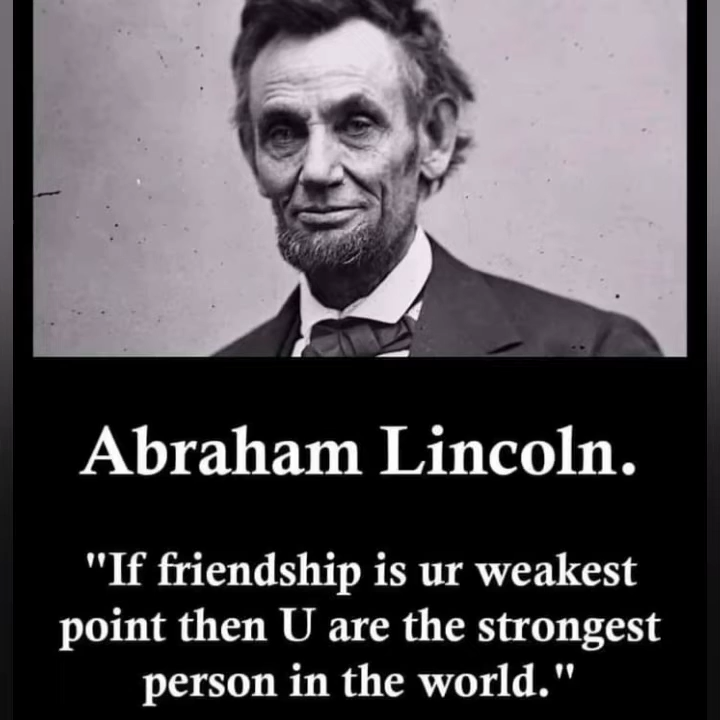 Abraham Lincoln.
"If friendship is ur weakest
point then U are the strongest
person in the world."